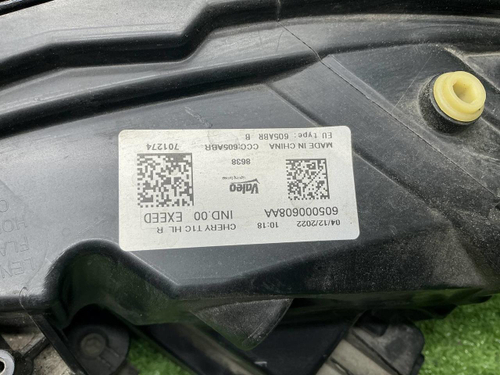 04/12/2022 10:18 CHERY T1C HL R
605000608AA IND 00 EXEED
Valeo
8638
MADE IN CHINA CCC:605ABR 701274
EU Type: 605ABR B